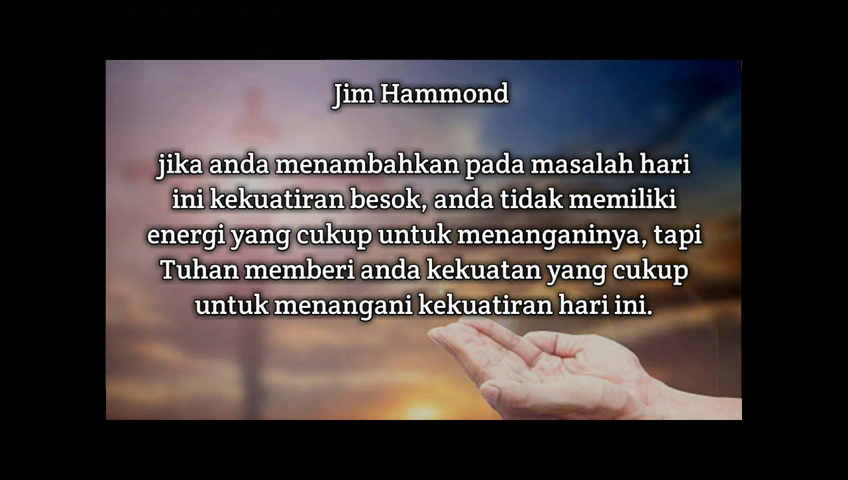 Jim Hammond
jika anda menambahkan pada masalah hari
ini kekuatiran besok, anda tidak memiliki
energi yang cukup untuk menanganinya, tapi
Tuhan memberi anda kekuatan yang cukup
untuk menangani kekuatiran hari ini.